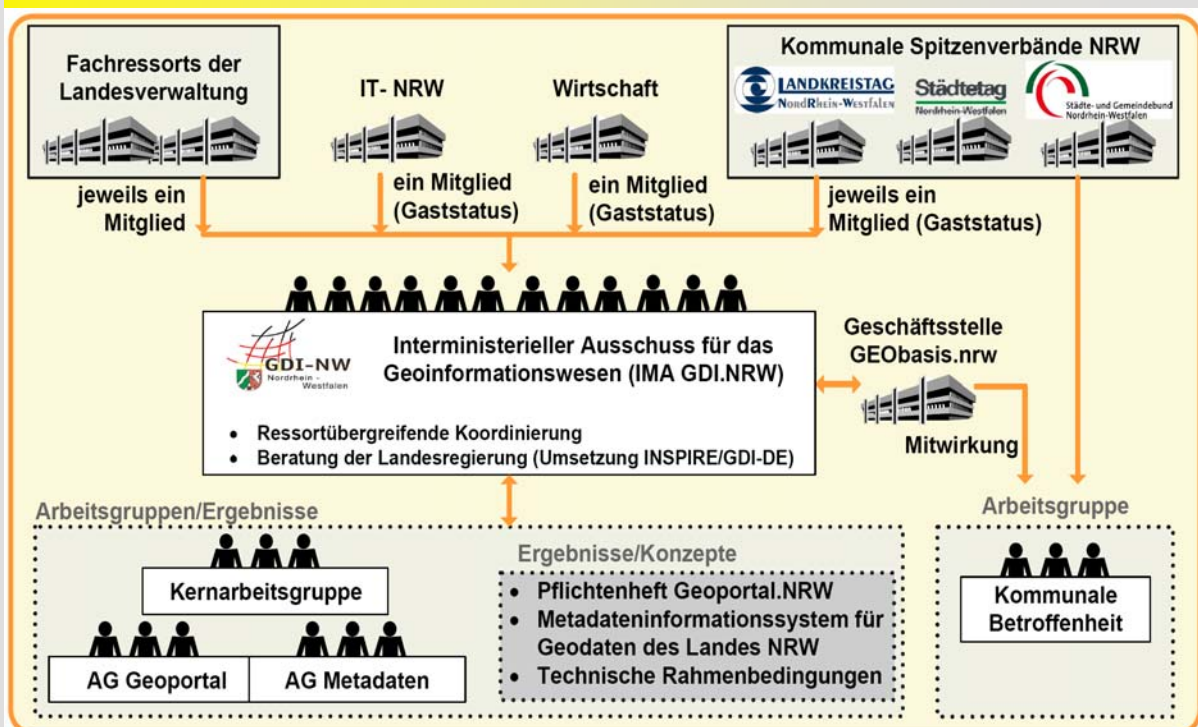 Fachressorts der
Landesverwaltung
jeweils ein
Mitglied
IT- NRW
ein Mitglied
(Gaststatus)
Wirtschaft
ein Mitglied
(Gaststatus)
Kommunale Spitzenverbände NRW
LANDKREISTAG
NORDRHEIN-WESTFALEN
Städtetag
Nordrhein-Westfalen
Städte- und Gemeindebund
Nordrhein-Westfalen
jeweils ein
Mitglied (Gaststatus)
GDI-NW
Nordrhein -
Westfalen
Interministerieller Ausschuss für das
Geoinformationswesen (IMA GDI.NRW)
• Ressortübergreifende Koordinierung
• Beratung der Landesregierung (Umsetzung INSPIRE/GDI-DE)
Geschäftsstelle
GEObasis.nrw
Mitwirkung
Arbeitsgruppen/Ergebnisse
Kernarbeitsgruppe
AG Geoportal
AG Metadaten
Ergebnisse/Konzepte
• Pflichtenheft Geoportal.NRW
• Metadateninformationssystem für
Geodaten des Landes NRW
• Technische Rahmenbedingungen
Arbeitsgruppe
Kommunale
Betroffenheit